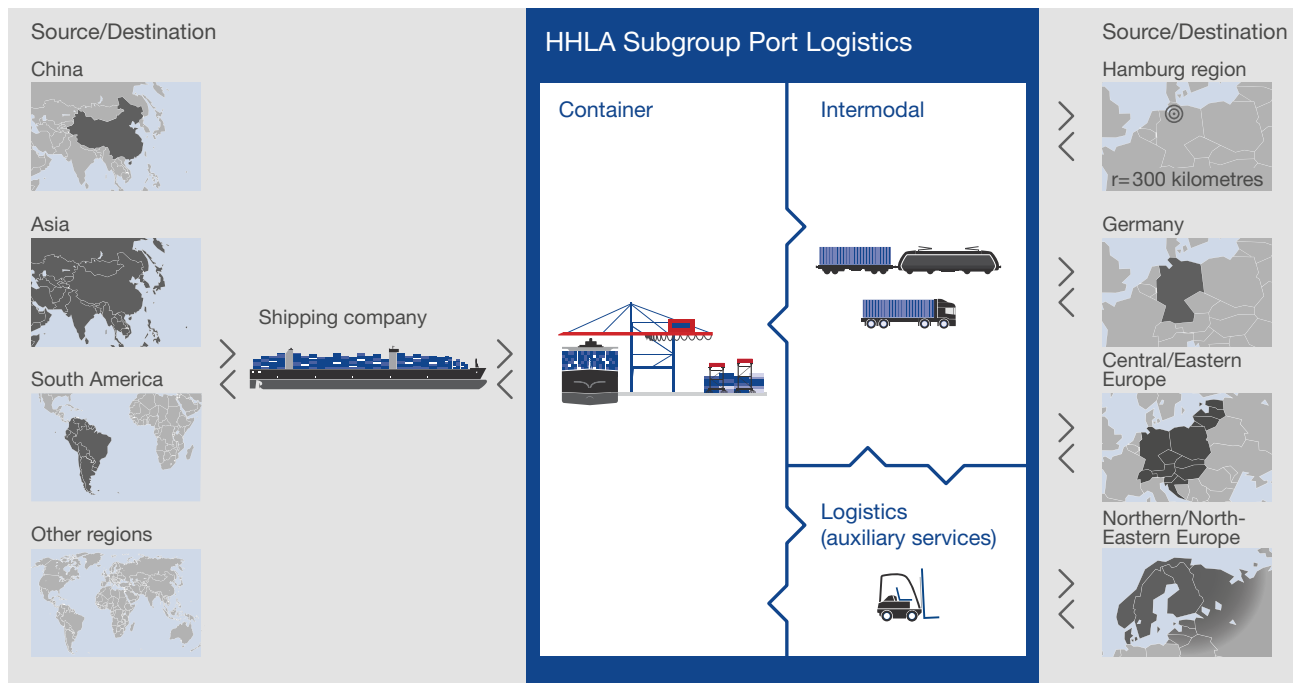 Source/Destination
China
Asia
South America
Other regions
Shipping company
HHLA Subgroup Port Logistics
Container
Intermodal
Logistics
(auxiliary services)
Source/Destination
Hamburg region
r=300 kilometres
Germany
Central/Eastern
Europe
Northern/North-
Eastern Europe